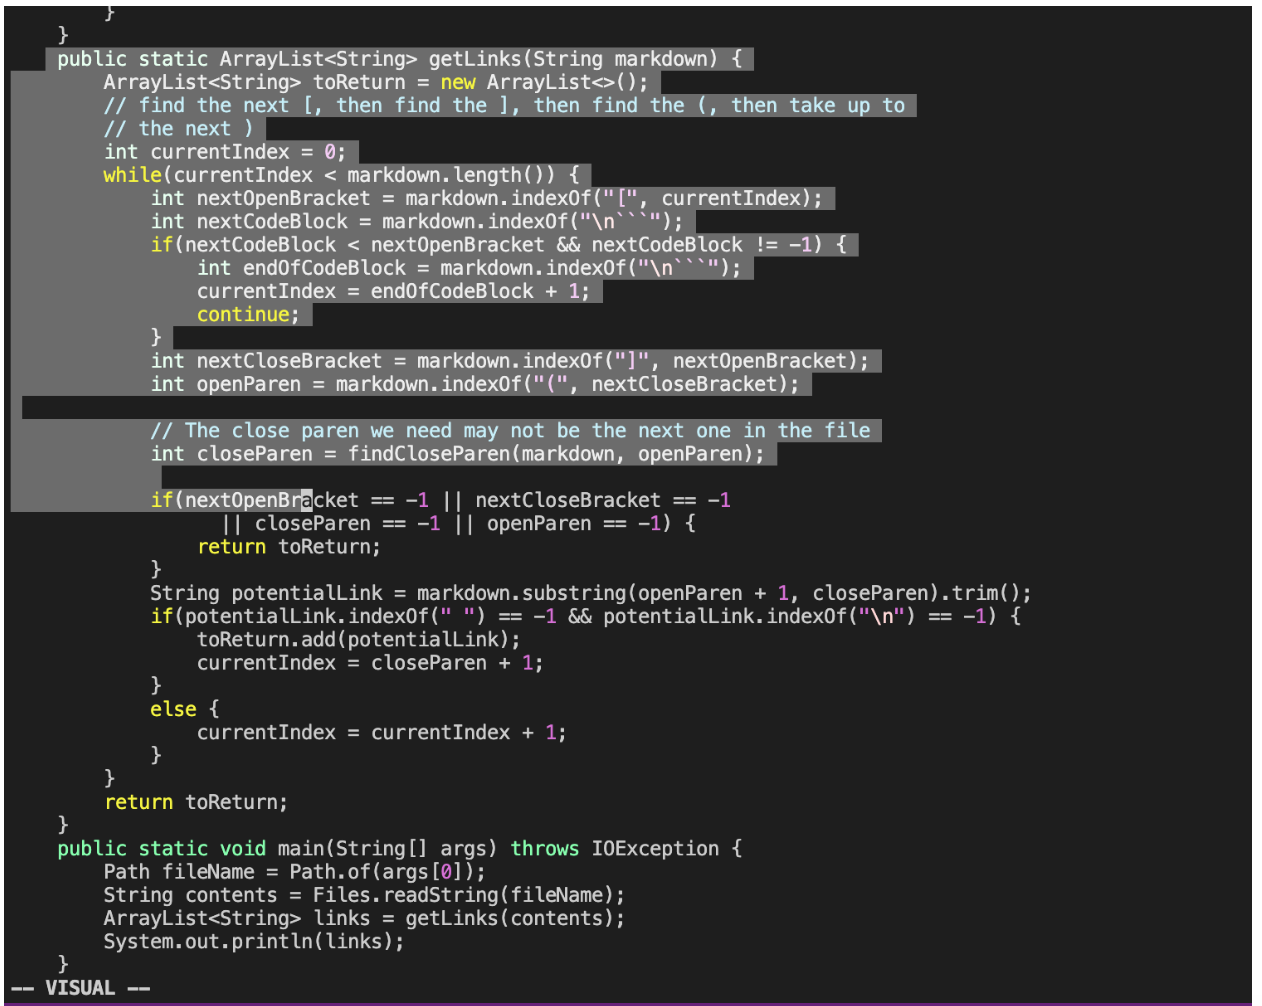 }
    }
    public static ArrayList<String> getLinks(String markdown) {
        ArrayList<String> toReturn = new ArrayList<>();
        // find the next [, then find the ], then find the (, then take up to
        // the next )
        int currentIndex = 0;
        while(currentIndex < markdown.length()) {
            int nextOpenBracket = markdown.indexOf("[", currentIndex);
            int nextCodeBlock = markdown.indexOf("\n```");
            if(nextCodeBlock < nextOpenBracket && nextCodeBlock != -1) {
                int endOfCodeBlock = markdown.indexOf("\n```");
                currentIndex = endOfCodeBlock + 1;
                continue;
            }
            int nextCloseBracket = markdown.indexOf("]", nextOpenBracket);
            int openParen = markdown.indexOf("(", nextCloseBracket);

            // The close paren we need may not be the next one in the file
            int closeParen = findCloseParen(markdown, openParen);

            if(nextOpenBracket == -1 || nextCloseBracket == -1
                  || closeParen == -1 || openParen == -1) {
                return toReturn;
            }
            String potentialLink = markdown.substring(openParen + 1, closeParen).trim();
            if(potentialLink.indexOf(" ") == -1 && potentialLink.indexOf("\n") == -1) {
                toReturn.add(potentialLink);
                currentIndex = closeParen + 1;
            }
            else {
                currentIndex = currentIndex + 1;
            }
        }
        return toReturn;
    }
    public static void main(String[] args) throws IOException {
        Path fileName = Path.of(args[0]);
        String contents = Files.readString(fileName);
        ArrayList<String> links = getLinks(contents);
        System.out.println(links);
    }
-- VISUAL --